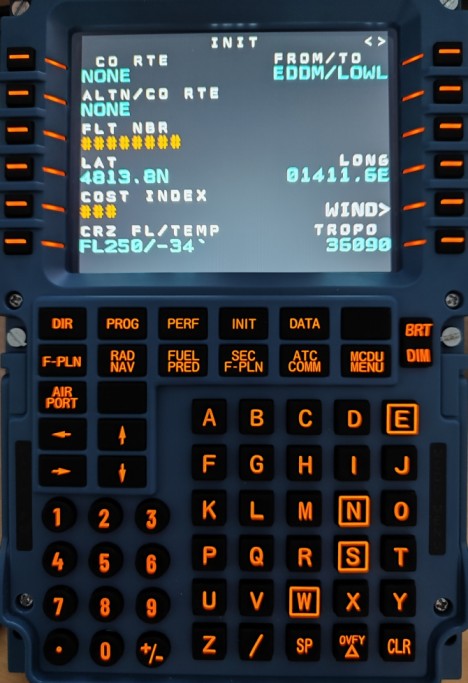 INIT <>
CO RTE FROM/TO
NONE EDDM/LOWL
ALTN/CO RTE
NONE
FLT NBR
########
LAT LONG
4813.8N 01411.6E
COST INDEX
### WIND>
CRZ FL/TEMP TROPO
FL250/-34` 36090
DIR PROG PERF INIT DATA BRT
F-PLN RAD NAV FUEL PRED SEC F-PLN ATC COMM MCDU MENU DIM
AIR PORT
← ↑ A B C D E
→ ↓ F G H I J
1 2 3 K L M N O
4 5 6 P Q R S T
7 8 9 U V W X Y
. 0 +/- Z / SP OVFY △ CLR